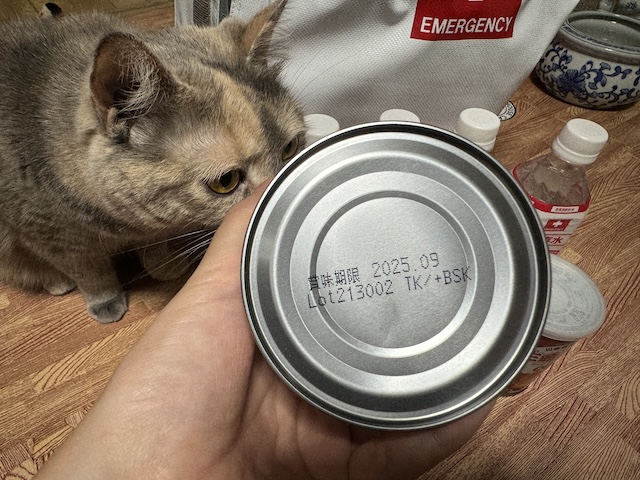 EMERGENCY
賞味期限 2025.09
Lot213002 TK/+BSK